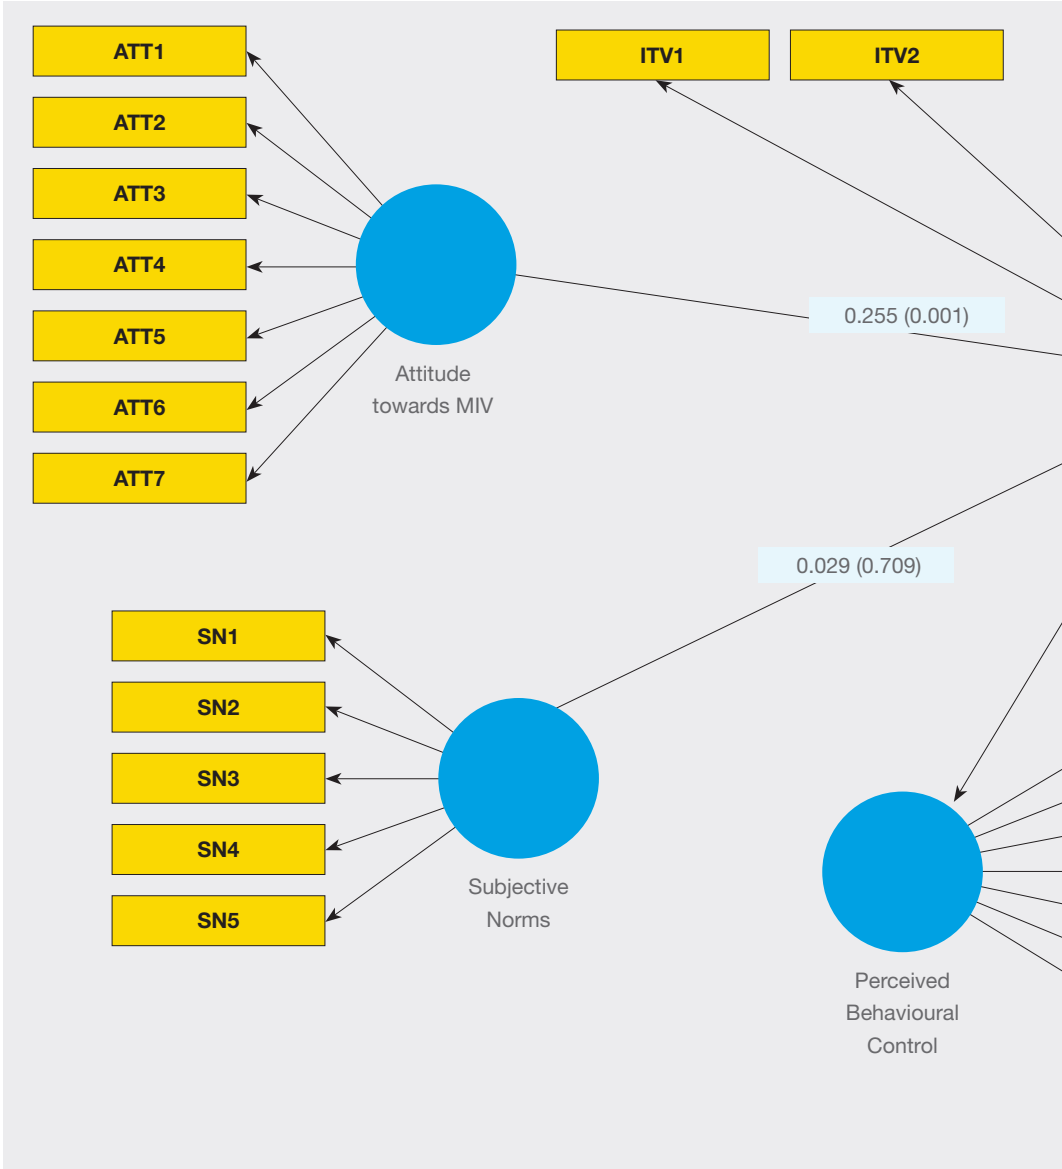 ATT1
ATT2
ATT3
ATT4
ATT5
ATT6
ATT7
ITV1
ITV2
0.255 (0.001)
Attitude
towards MIV
0.029 (0.709)
SN1
SN2
SN3
SN4
SN5
Subjective
Norms
Perceived
Behavioural
Control